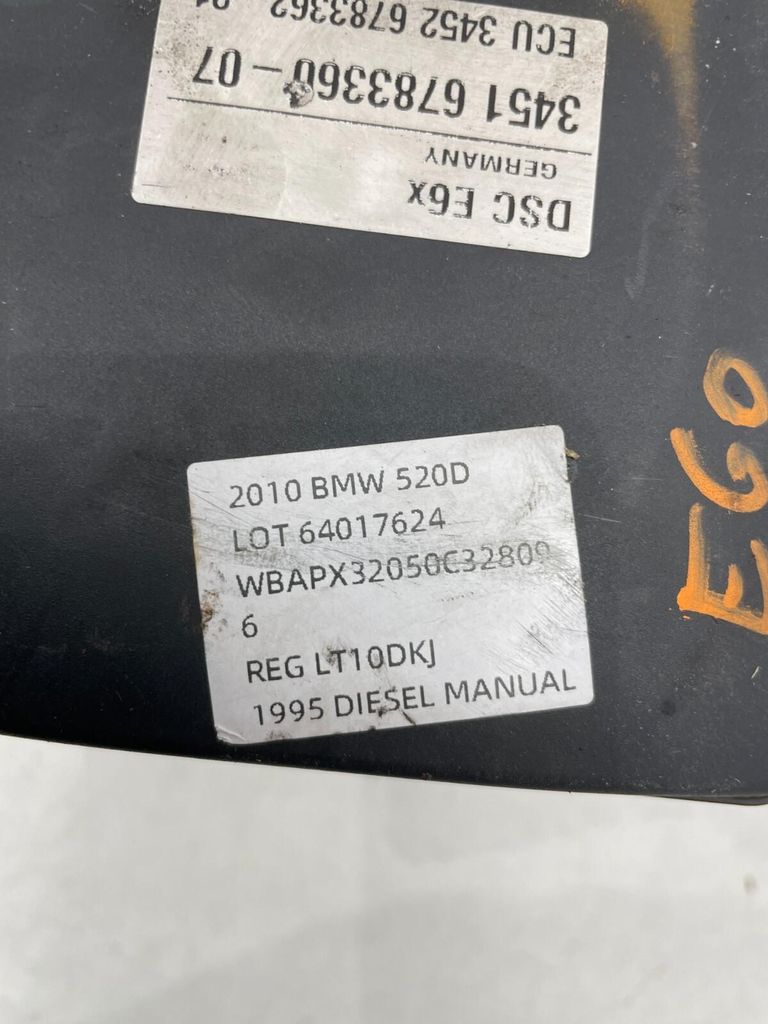 DSC E6x
GERMANY
3451 6783360-07
ECU 3452 6783362
2010 BMW 520D
LOT 64017624
WBAPX32050C32809
6
REG LT10DKJ
1995 DIESEL MANUAL
E60